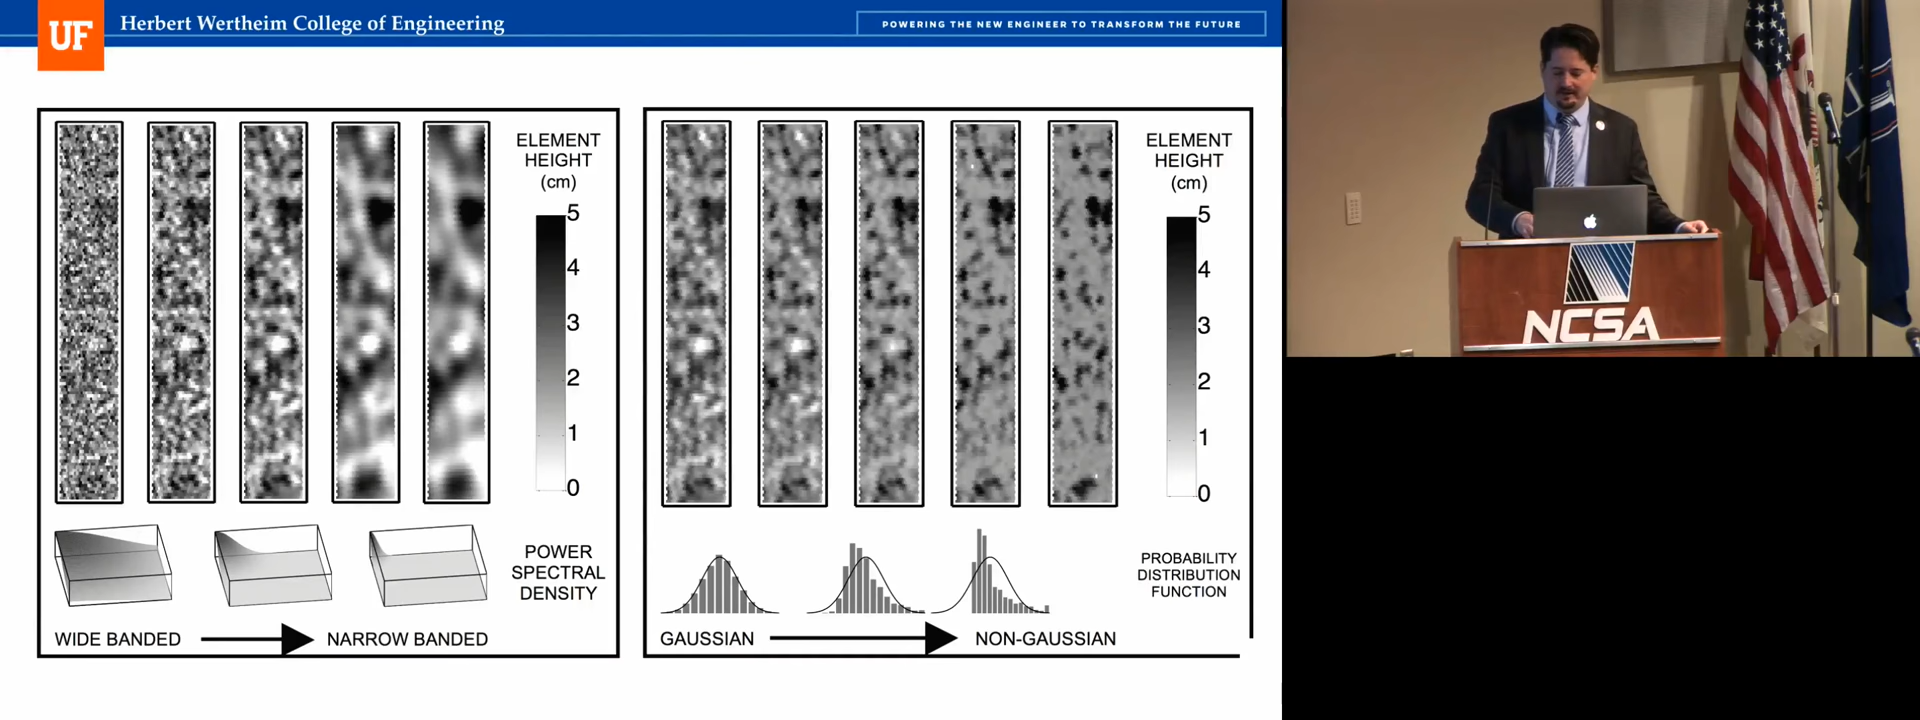 UF
Herbert Wertheim College of Engineering
POWERING THE NEW ENGINEER TO TRANSFORM THE FUTURE
ELEMENT
HEIGHT
(cm)
5
4
3
2
1
0
POWER
SPECTRAL
DENSITY
WIDE BANDED
NARROW BANDED
ELEMENT
HEIGHT
(cm)
5
4
3
2
1
0
PROBABILITY
DISTRIBUTION
FUNCTION
GAUSSIAN
NON-GAUSSIAN
NCSA